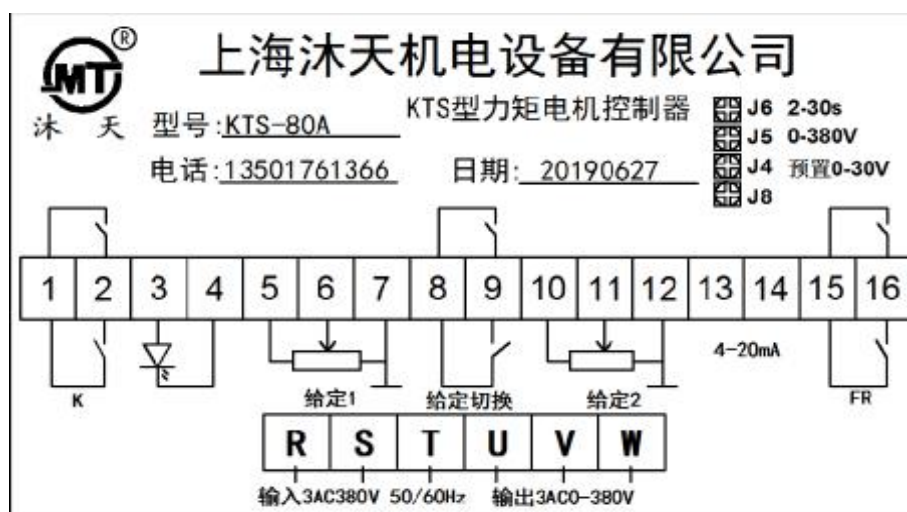 MT®
上海沐天机电设备有限公司
沐 天
型号:KTS-80A
KTS型力矩电机控制器
电话:13501761366
日期: 20190627
J6 2-30s
J5 0-380V
J4 预置0-30V
J8
1 2 3 4 5 6 7 8 9 10 11 12 13 14 15 16
4-20mA
K 给定1 给定切换 给定2 FR
R S T U V W
输入3AC380V 50/60Hz 输出3AC0-380V